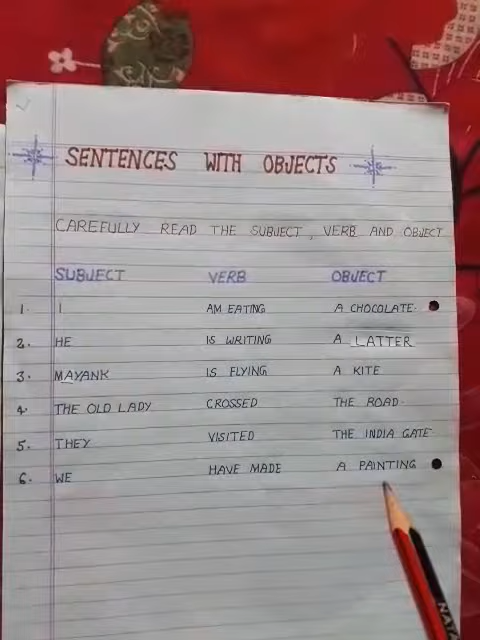 SENTENCES WITH OBJECTS
CAREFULLY READ THE SUBJECT, VERB AND OBJECT
SUBJECT VERB OBJECT
1. I AM EATING A CHOCOLATE.
2. HE IS WRITING A LATTER
3. MAYANK IS FLYING A KITE
4. THE OLD LADY CROSSED THE ROAD.
5. THEY VISITED THE INDIA GATE
6. WE HAVE MADE A PAINTING